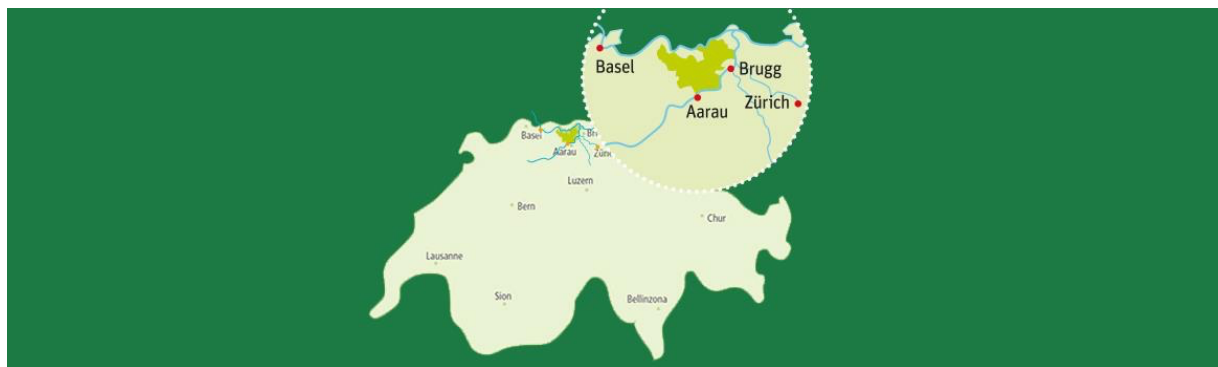 Basel
Brugg
Zürich
Aarau
Basel
Aarau
Luzern
Bern
Chur
Lausanne
Sion
Bellinzona